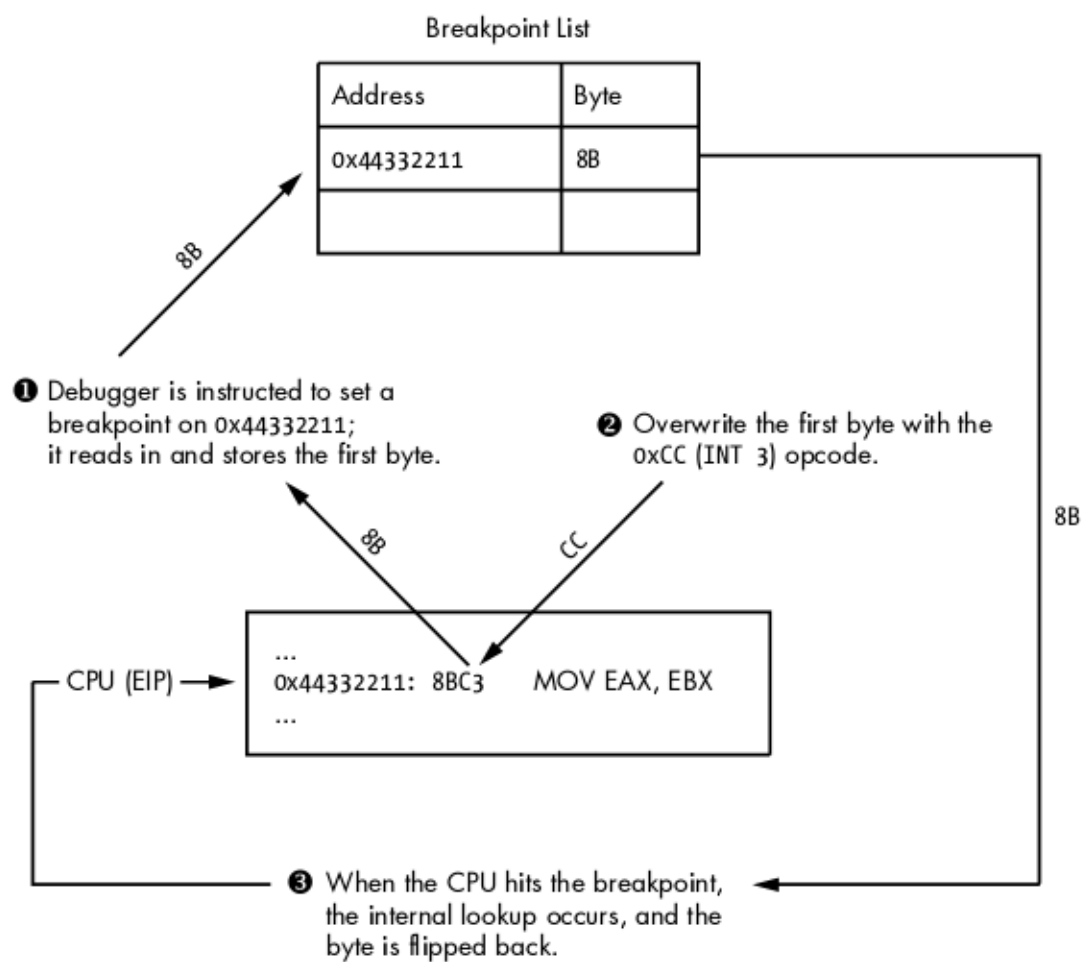 Breakpoint List
Address Byte
0x44332211 8B
8B
❶ Debugger is instructed to set a
breakpoint on 0x44332211;
it reads in and stores the first byte.
❷ Overwrite the first byte with the
0xCC (INT 3) opcode.
8B
8B
CC
...
CPU (EIP)
0x44332211: 8BC3 MOV EAX, EBX
...
❸ When the CPU hits the breakpoint,
the internal lookup occurs, and the
byte is flipped back.